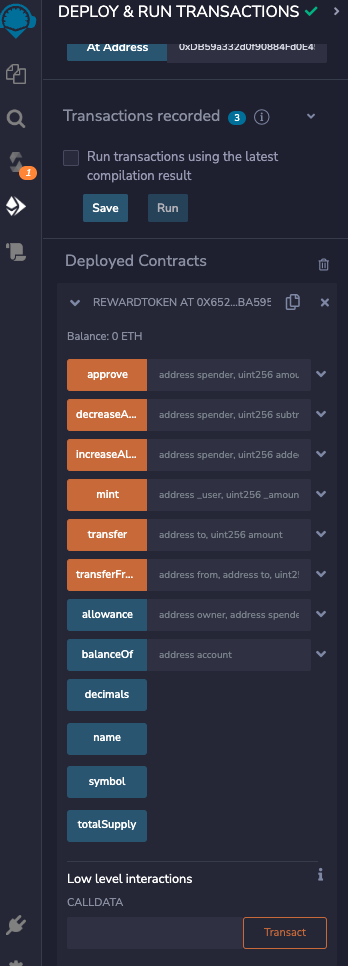 DEPLOY & RUN TRANSACTIONS
At Address 0xDB59a332d0f90884Fd0E4
Transactions recorded 3 i
Run transactions using the latest
compilation result
1
Save Run
Deployed Contracts
REWARDTOKEN AT 0X652...BA595
Balance: 0 ETH
approve address spender, uint256 amou
decreaseA... address spender, uint256 subtr
increaseAl... address spender, uint256 adde
mint address _user, uint256 _amoun
transfer address to, uint256 amount
transferFr... address from, address to, uint25
allowance address owner, address spende
balanceOf address account
decimals
name
symbol
totalSupply
Low level interactions i
CALLDATA
Transact